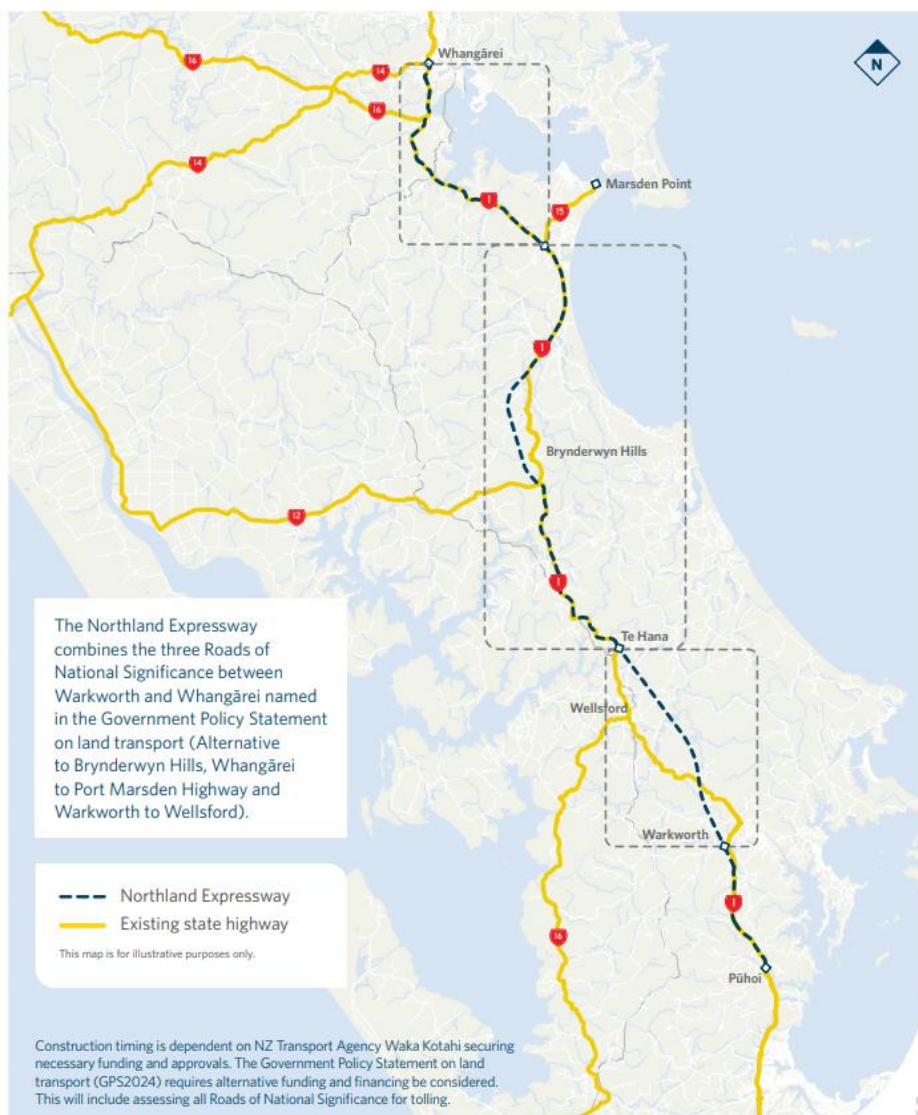 Whangārei
N
16
14
16
14
Marsden Point
1
15
1
Brynderwyn Hills
12
1
Te Hana
The Northland Expressway
combines the three Roads of
National Significance between
Warkworth and Whangārei named
in the Government Policy Statement
on land transport (Alternative
to Brynderwyn Hills, Whangārei
to Port Marsden Highway and
Warkworth to Wellsford).
Wellsford
Warkworth
Northland Expressway
Existing state highway
This map is for illustrative purposes only.
1
16
Pūhoi
Construction timing is dependent on NZ Transport Agency Waka Kotahi securing
necessary funding and approvals. The Government Policy Statement on land
transport (GPS2024) requires alternative funding and financing be considered.
This will include assessing all Roads of National Significance for tolling.